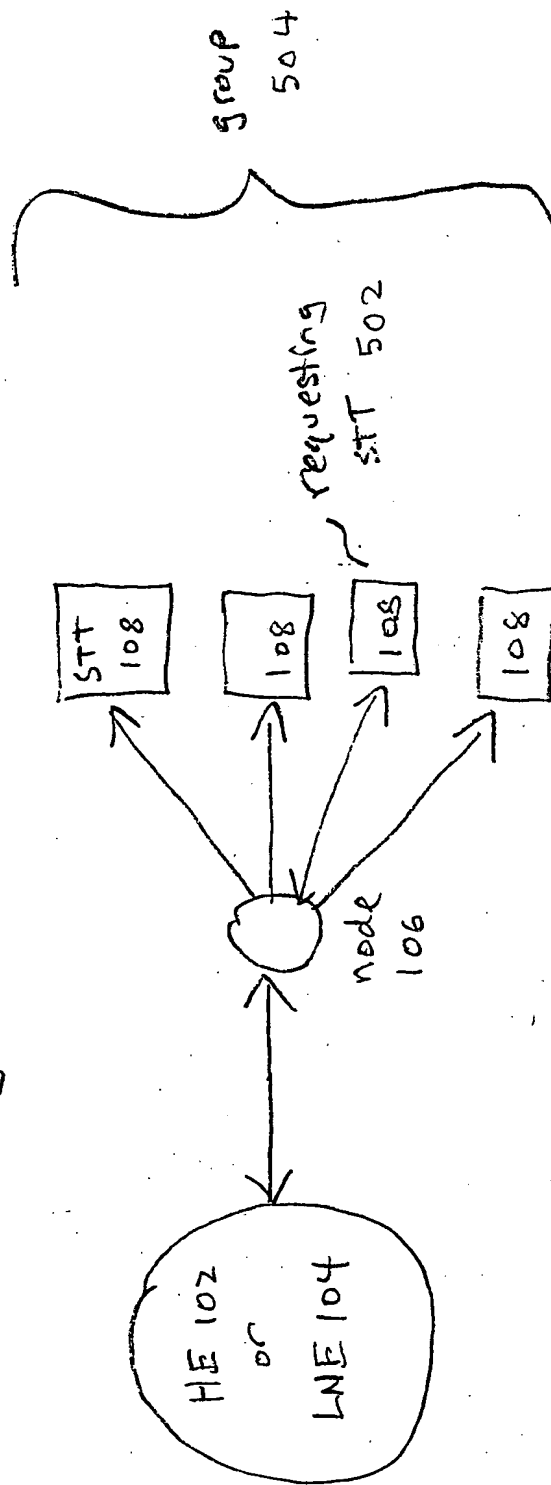 HE 102
or
LNE 104
node
106
STT
108
108
108
108
requesting
STT 502
group
504